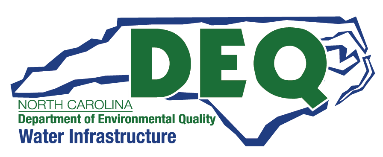 DEQ
NORTH CAROLINA
Department of Environmental Quality
Water Infrastructure